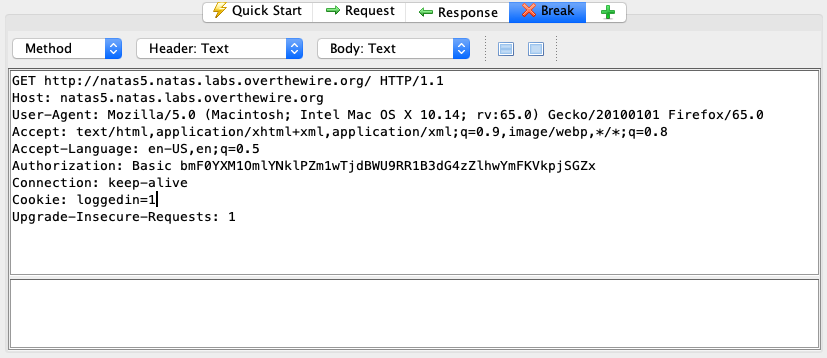 Quick Start Request Response Break
Method Header: Text Body: Text
GET http://natas5.natas.labs.overthewire.org/ HTTP/1.1
Host: natas5.natas.labs.overthewire.org
User-Agent: Mozilla/5.0 (Macintosh; Intel Mac OS X 10.14; rv:65.0) Gecko/20100101 Firefox/65.0
Accept: text/html,application/xhtml+xml,application/xml;q=0.9,image/webp,*/*;q=0.8
Accept-Language: en-US,en;q=0.5
Authorization: Basic bmF0YXM1OmlYNklPZm1wTjdBWU9RR1B3dG4zZlhwYmFKVkpjSGZx
Connection: keep-alive
Cookie: loggedin=1
Upgrade-Insecure-Requests: 1